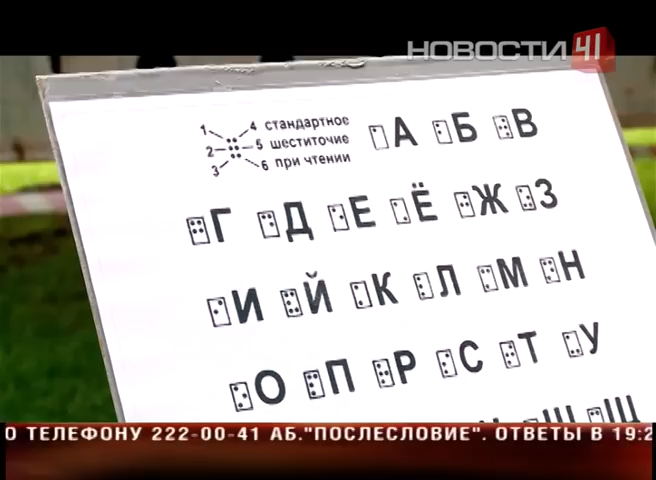 НОВОСТИ 41
1 4 стандартное
2 5 шеститочие
3 6 при чтении
А Б В
Г Д Е Ё Ж З
И Й К Л М Н
О П Р С Т У
Ш Щ
О ТЕЛЕФОНУ 222-00-41 АБ."ПОСЛЕСЛОВИЕ". ОТВЕТЫ В 19:2